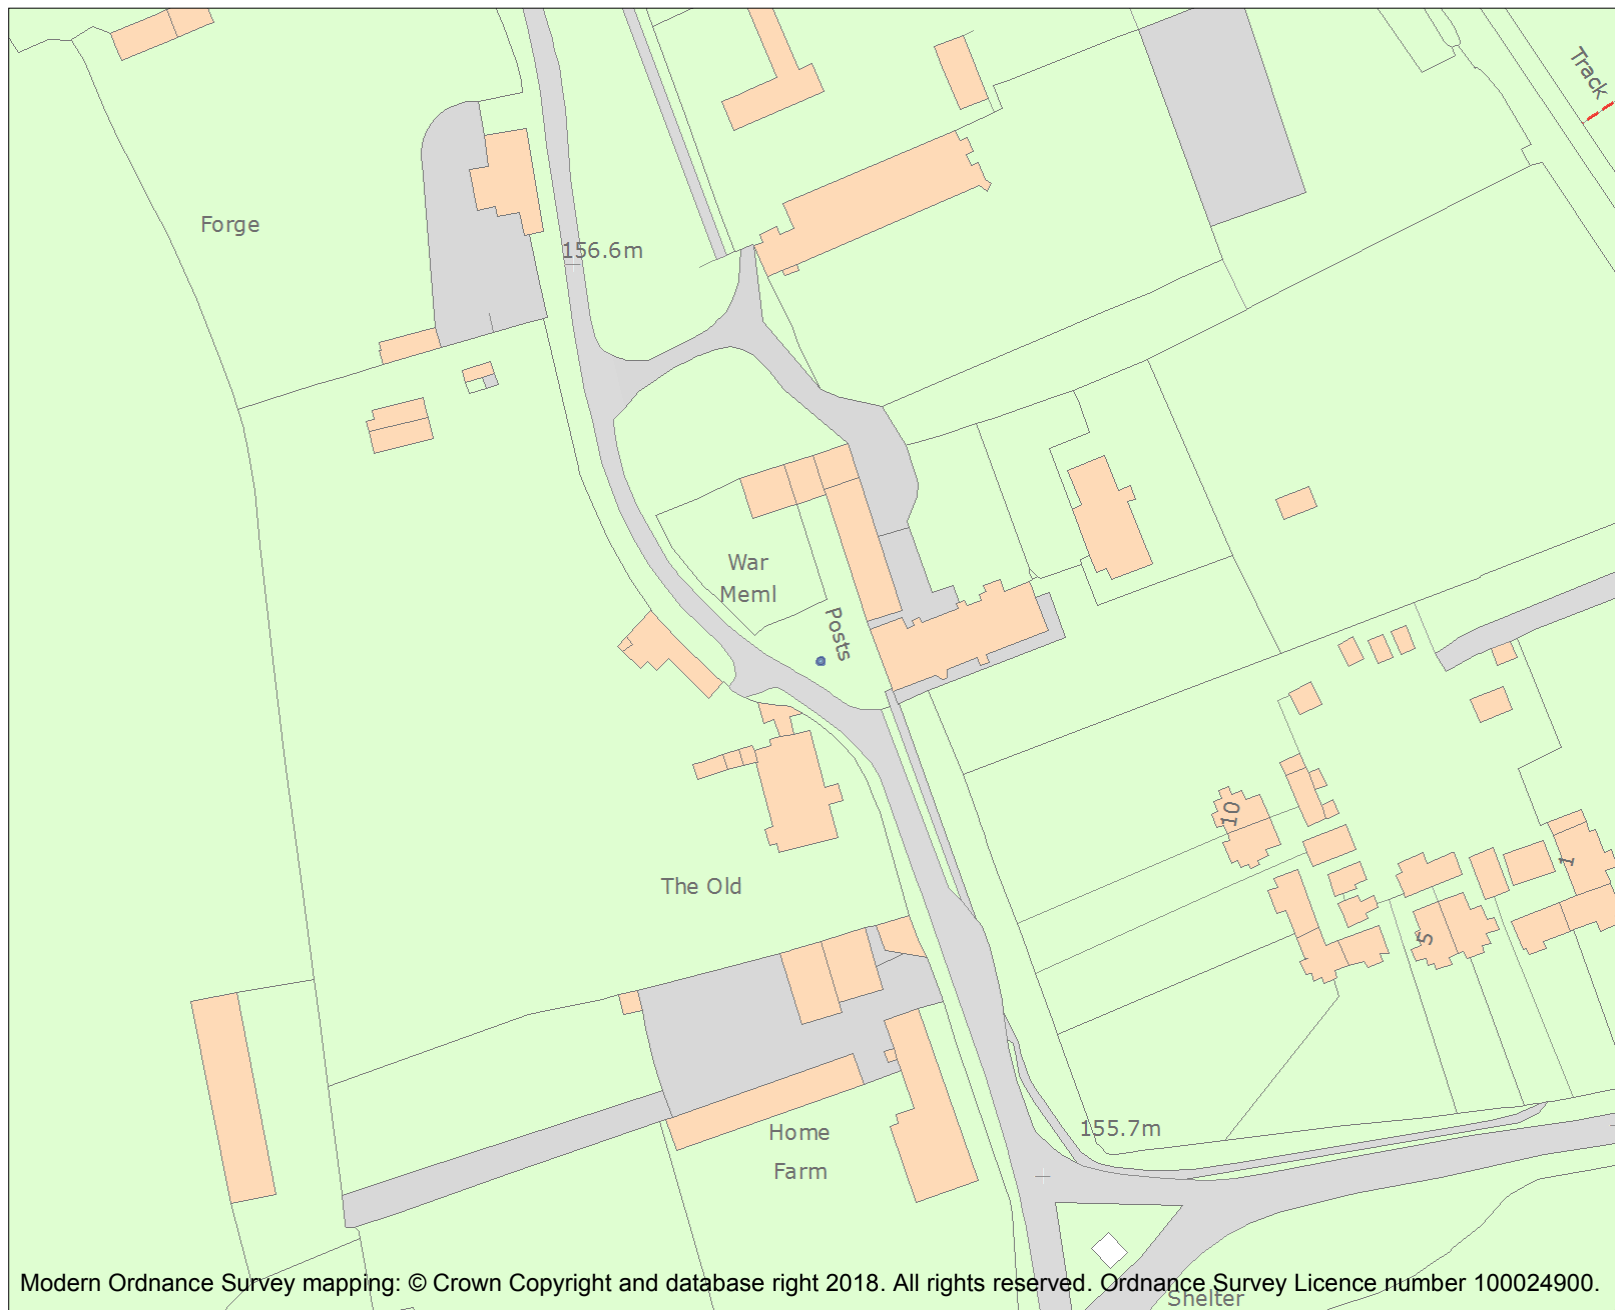 Track
Forge
156.6m
War
Meml
Posts
10
1
The Old
5
155.7m
Home
Farm
Modern Ordnance Survey mapping: © Crown Copyright and database right 2018. All rights reserved. Ordnance Survey Licence number 100024900.
Shelter